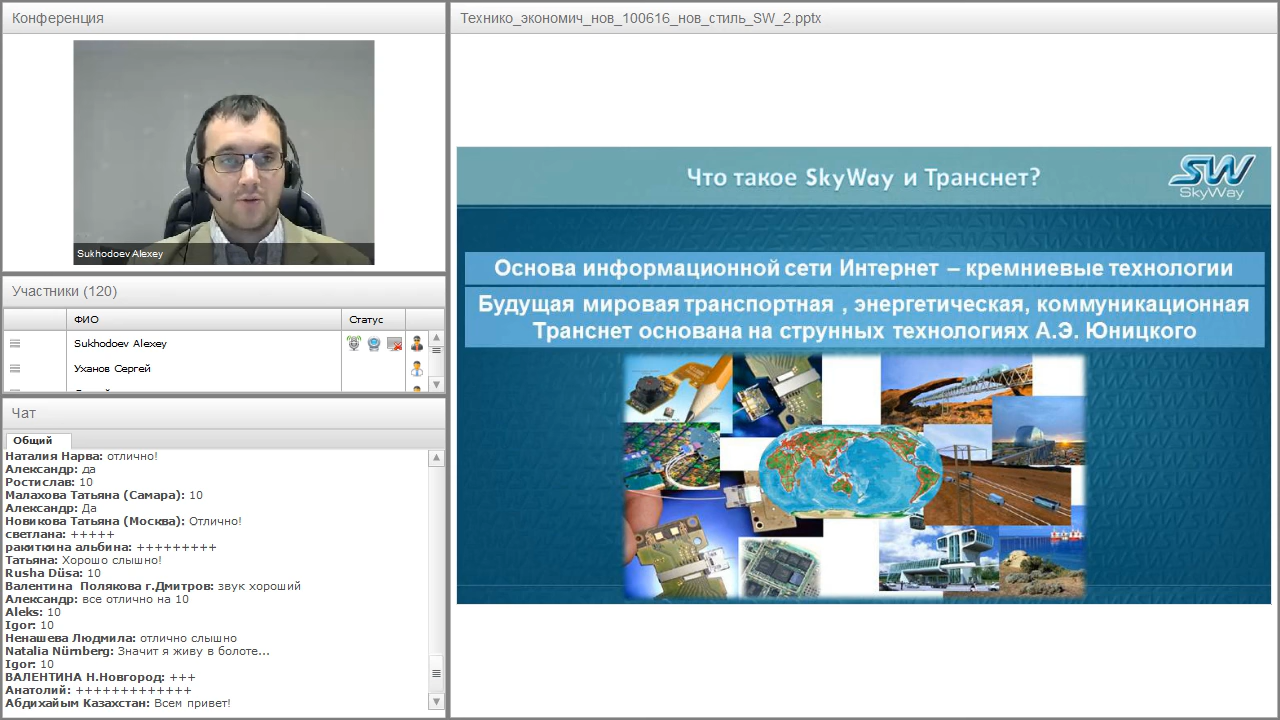 Конференция
Sukhodoev Alexey
Участники (120)
ФИО
Статус
Sukhodoev Alexey
Уханов Сергей
Чат
Общий
Наталия Нарва: отлично!
Александр: да
Ростислав: 10
Малахова Татьяна (Самара): 10
Александр: Да
Новикова Татьяна (Москва): Отлично!
светлана: +++++
ракиткина альбина: +++++++++
Татьяна: Хорошо слышно!
Rusha Düsa: 10
Валентина Полякова г.Дмитров: звук хороший
Александр: все отлично на 10
Aleks: 10
Igor: 10
Ненашева Людмила: отлично слышно
Natalia Nürnberg: Значит я живу в болоте...
Igor: 10
ВАЛЕНТИНА Н.Новгород: +++
Анатолий: +++++++++++++
Абдихайым Казахстан: Всём привет!
Технико_экономич_нов_100616_нов_стиль_SW_2.pptx
Что такое SkyWay и Транснет?
SW
SkyWay
Основа информационной сети Интернет – кремниевые технологии
Будущая мировая транспортная , энергетическая, коммуникационная
Транснет основана на струнных технологиях А.Э. Юницкого